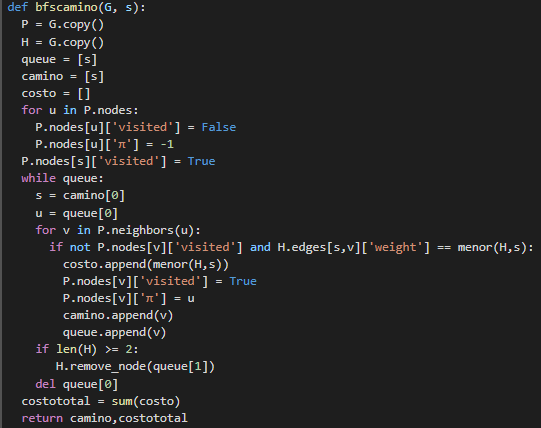 def bfscamino(G, s):
  P = G.copy()
  H = G.copy()
  queue = [s]
  camino = [s]
  costo = []
  for u in P.nodes:
    P.nodes[u]['visited'] = False
    P.nodes[u]['π'] = -1
  P.nodes[s]['visited'] = True
  while queue:
    s = camino[0]
    u = queue[0]
    for v in P.neighbors(u):
      if not P.nodes[v]['visited'] and H.edges[s,v]['weight'] == menor(H,s):
        costo.append(menor(H,s))
        P.nodes[v]['visited'] = True
        P.nodes[v]['π'] = u
        camino.append(v)
        queue.append(v)
    if len(H) >= 2:
       H.remove_node(queue[1])
    del queue[0]
  costototal = sum(costo)
  return camino,costototal